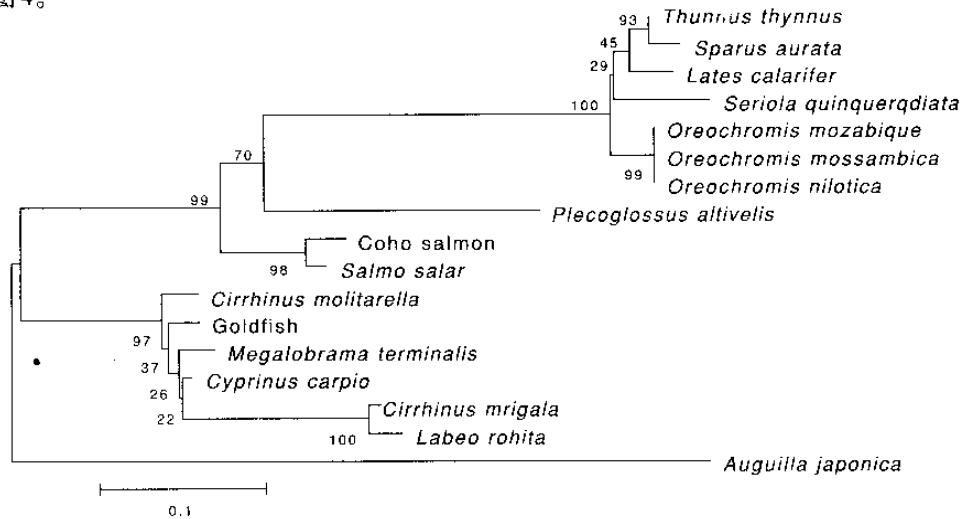 93 Thunnus thynnus
45 Sparus aurata
29 Lates calarifer
100 Seriola quinquerqdiata
Oreochromis mozabique
70 Oreochromis mossambica
99 Oreochromis nilotica
99 Plecoglossus altivelis
Coho salmon
98 Salmo salar
Cirrhinus molitarella
Goldfish
97 Megalobrama terminalis
37 Cyprinus carpio
26 Cirrhinus mrigala
22
100 Labeo rohita
Auguilla japonica
0.1